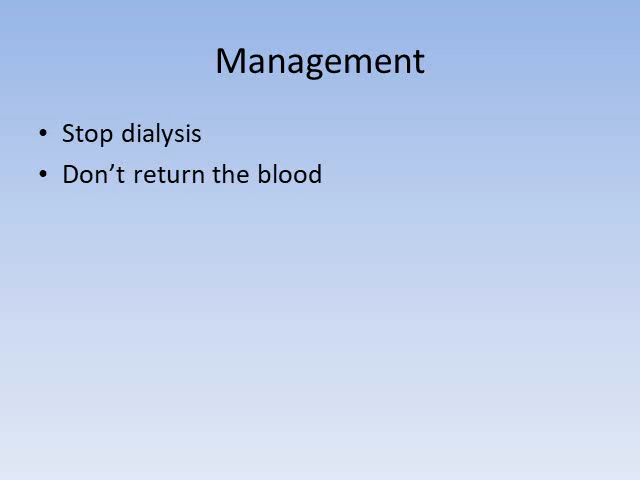 Management
• Stop dialysis
• Don’t return the blood